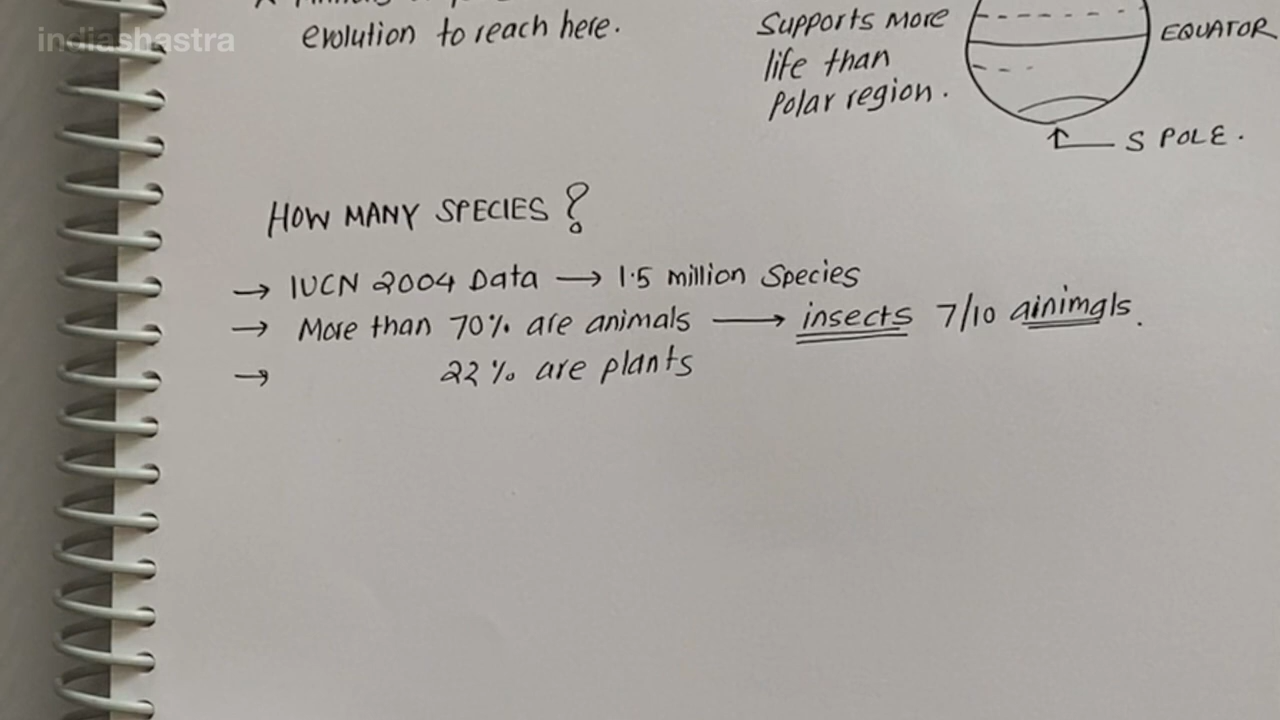 indiashastra
evolution to reach here.
Supports More
life than
Polar region.
EQUATOR
S POLE.
HOW MANY SPECIES?
→ IUCN 2004 Data → 1.5 million Species
→ More than 70% are animals → insects 7/10 ainimals.
→ 22% are plants